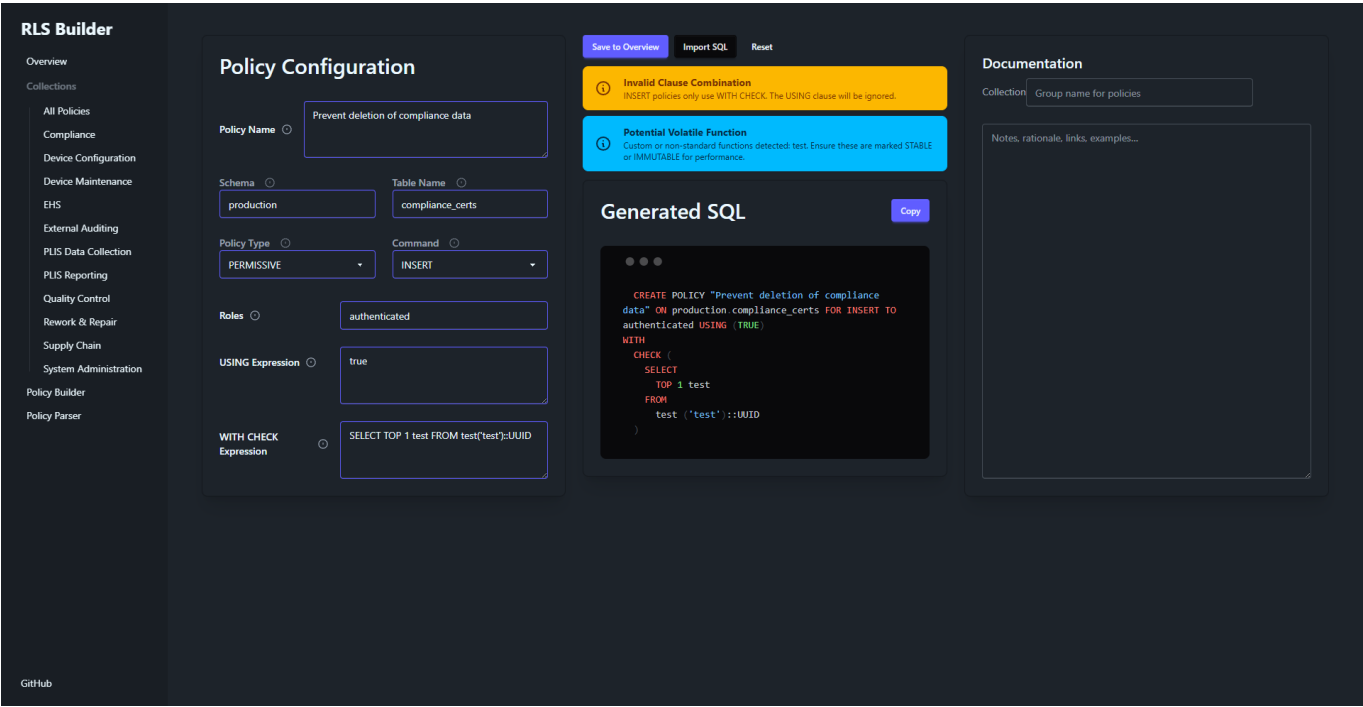 RLS Builder
Overview
Collections
All Policies
Compliance
Device Configuration
Device Maintenance
EHS
External Auditing
PLIS Data Collection
PLIS Reporting
Quality Control
Rework & Repair
Supply Chain
System Administration
Policy Builder
Policy Parser
GitHub
Policy Configuration
Policy Name
Prevent deletion of compliance data
Schema
Table Name
production
compliance_certs
Policy Type
Command
PERMISSIVE
INSERT
Roles
authenticated
USING Expression
true
WITH CHECK
Expression
SELECT TOP 1 test FROM test('test')::UUID
Save to Overview
Import SQL
Reset
Invalid Clause Combination
INSERT policies only use WITH CHECK. The USING clause will be ignored.
Potential Volatile Function
Custom or non-standard functions detected: test. Ensure these are marked STABLE
or IMMUTABLE for performance.
Generated SQL
Copy
CREATE POLICY "Prevent deletion of compliance
data" ON production.compliance_certs FOR INSERT TO
authenticated USING (TRUE)
WITH
CHECK (
SELECT
TOP 1 test
FROM
test ('test')::UUID
)
Documentation
Collection
Group name for policies
Notes, rationale, links, examples...